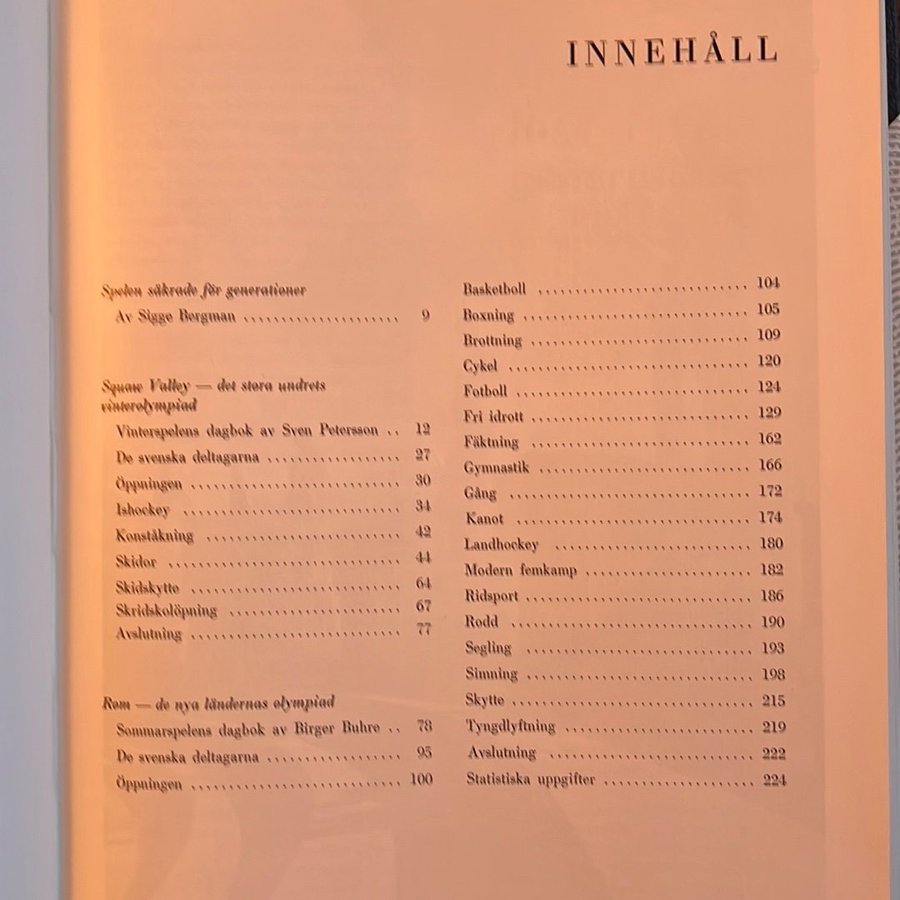 INNEHÅLL
Spelen säkrade för generationer
Av Sigge Bergman ..................... 9
Squaw Valley — det stora undrets
vinterolympiad
Vinterspelens dagbok av Sven Petersson .. 12
De svenska deltagarna .................. 27
Öppningen ............................. 30
Ishockey .............................. 34
Konståkning ........................... 42
Skidor ................................ 44
Skidskytte ............................. 64
Skridskolöpning ........................ 67
Avslutning ............................. 77
Rom — de nya ländernas olympiad
Sommarspelens dagbok av Birger Buhre .. 78
De svenska deltagarna .................. 95
Öppningen ............................. 100
Basketboll ............................. 104
Boxning ............................... 105
Brottning .............................. 109
Cykel ................................. 120
Fotboll ................................ 124
Fri idrott .............................. 129
Fäktning .............................. 162
Gymnastik ............................. 166
Gång .................................. 172
Kanot ................................. 174
Landhockey ........................... 180
Modern femkamp ....................... 182
Ridsport ............................... 186
Rodd .................................. 190
Segling ................................ 193
Simning ............................... 198
Skytte ................................. 215
Tyngdlyftning .......................... 219
Avslutning ............................. 222
Statistiska uppgifter ..................... 224